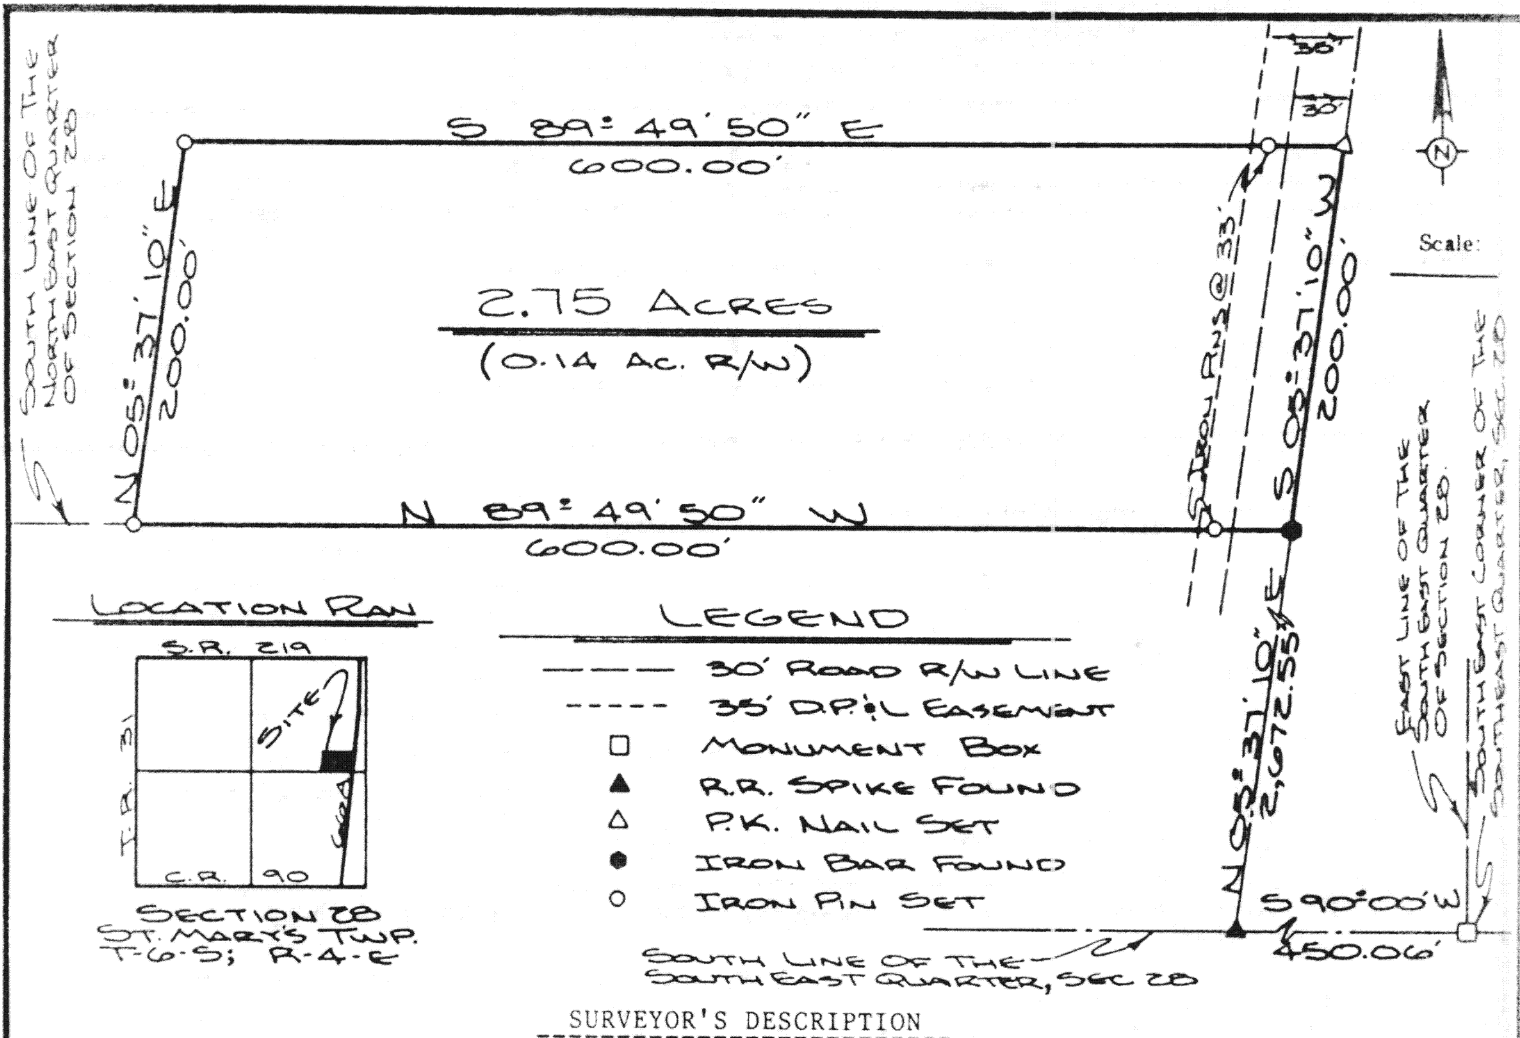 35'
30'
SOUTH LINE OF THE
NORTHEAST QUARTER
OF SECTION 28
S 89° 49' 50" E
600.00'
N 05° 37' 10" E
200.00'
2.75 ACRES
(0.14 AC. R/W)
5 IRON PINS @ 33'
S 05° 37' 10" W
200.00'
N
Scale:
N 89° 49' 50" W
600.00'
LOCATION PLAN
S.R. 219
T.R. 31
SITE
C.R. 90
SECTION 28
ST. MARY'S TWP.
T-6-S; R-4-E
LEGEND
30' ROAD R/W LINE
35' D.P.&L EASEMENT
MONUMENT BOX
R.R. SPIKE FOUND
P.K. NAIL SET
IRON BAR FOUND
IRON PIN SET
N 05° 37' 10" E
2,672.55'
EAST LINE OF THE
SOUTHEAST QUARTER
OF SECTION 28.
SOUTHEAST CORNER OF THE
SOUTHEAST QUARTER, SEC. 28
S 90° 00' W
450.06'
SOUTH LINE OF THE
SOUTHEAST QUARTER, SEC 28
SURVEYOR'S DESCRIPTION